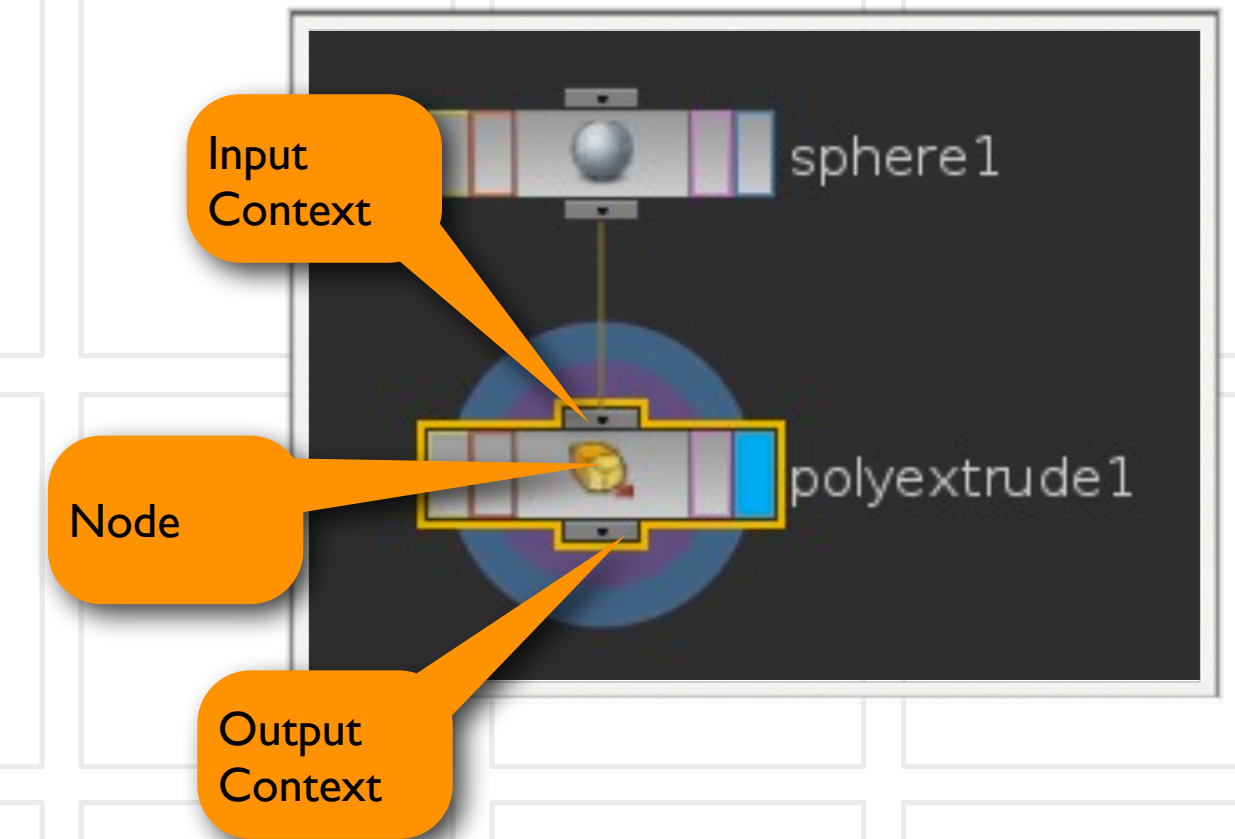 Input
Context
sphere1
Node
polyextrude1
Output
Context